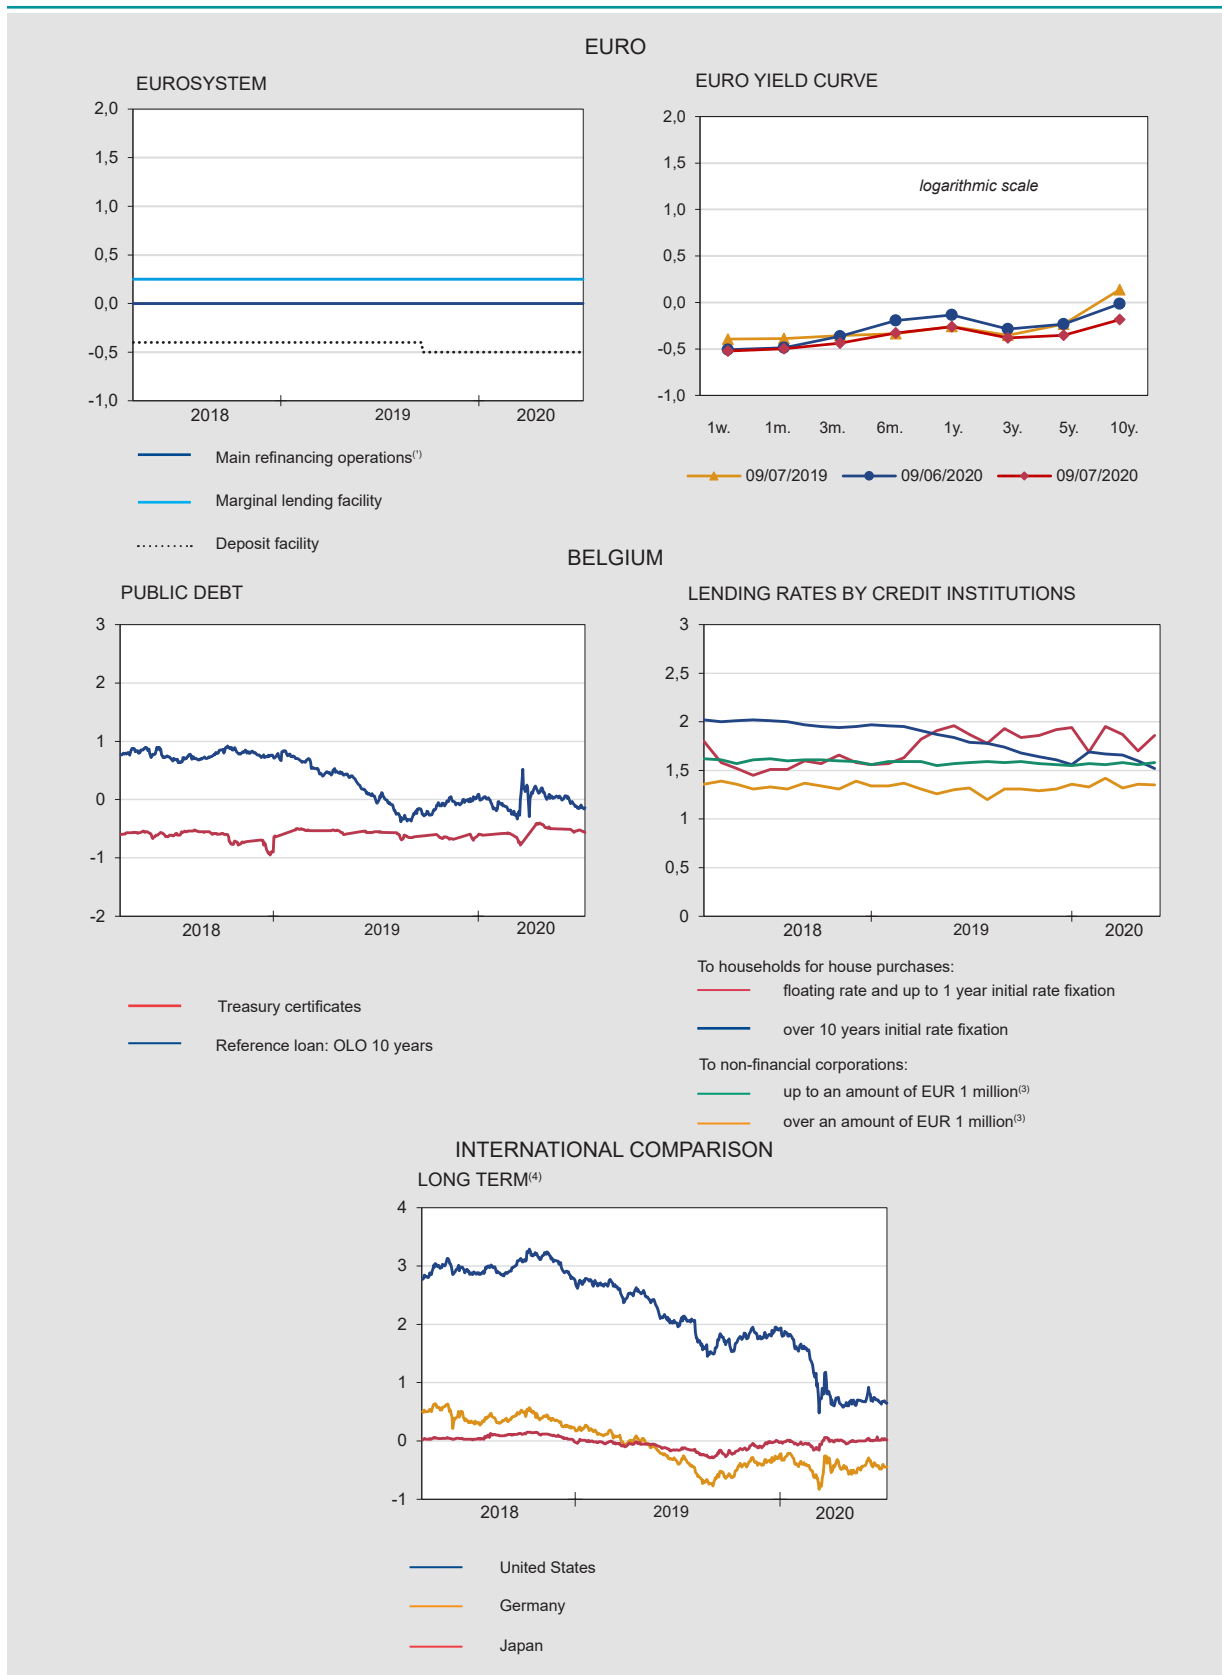 EURO
EUROSYSTEM
2,0
1,5
1,0
0,5
0,0
-0,5
-1,0
2018 2019 2020
Main refinancing operations(¹)
Marginal lending facility
Deposit facility
EURO YIELD CURVE
2,0
1,5
1,0
0,5
0,0
-0,5
-1,0
logarithmic scale
1w. 1m. 3m. 6m. 1y. 3y. 5y. 10y.
09/07/2019 09/06/2020 09/07/2020
BELGIUM
PUBLIC DEBT
3
2
1
0
-1
-2
2018 2019 2020
Treasury certificates
Reference loan: OLO 10 years
LENDING RATES BY CREDIT INSTITUTIONS
3
2,5
2
1,5
1
0,5
0
2018 2019 2020
To households for house purchases:
floating rate and up to 1 year initial rate fixation
over 10 years initial rate fixation
To non-financial corporations:
up to an amount of EUR 1 million(3)
over an amount of EUR 1 million(3)
INTERNATIONAL COMPARISON
LONG TERM(4)
4
3
2
1
0
-1
2018 2019 2020
United States
Germany
Japan